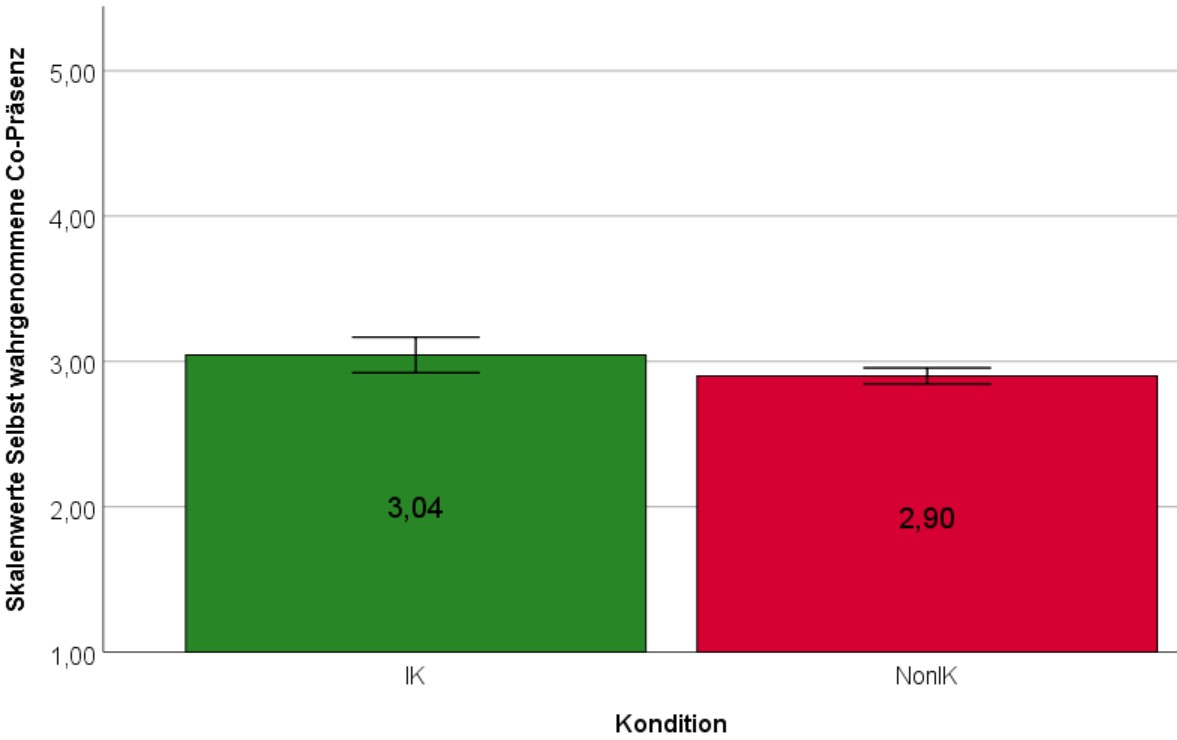 Skalenwerte Selbst wahrgenommene Co-Präsenz
5,00
4,00
3,00
2,00
1,00
3,04
2,90
IK
NonIK
Kondition